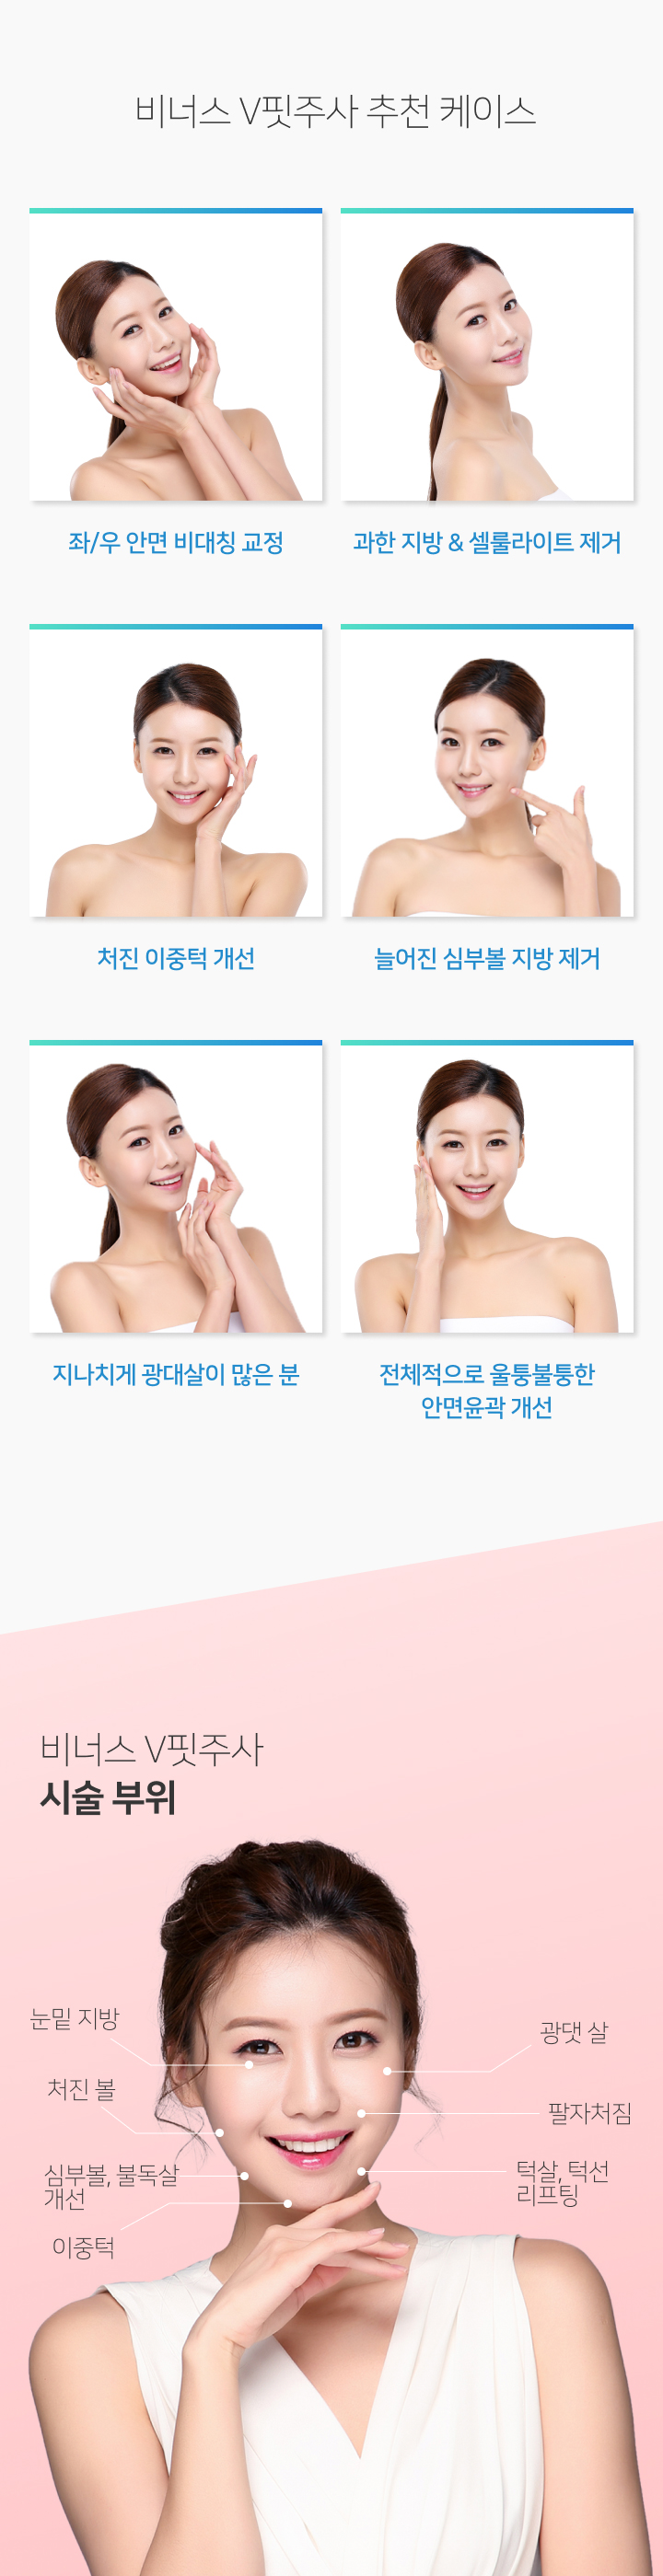 비너스 V핏주사 추천 케이스
좌/우 안면 비대칭 교정
과한 지방 & 셀룰라이트 제거
처진 이중턱 개선
늘어진 심부볼 지방 제거
지나치게 광대살이 많은 분
전체적으로 울퉁불퉁한
안면윤곽 개선
비너스 V핏주사
시술 부위
눈밑 지방
광댓 살
처진 볼
팔자처짐
심부볼, 불독살
개선
턱살, 턱선
리프팅
이중턱